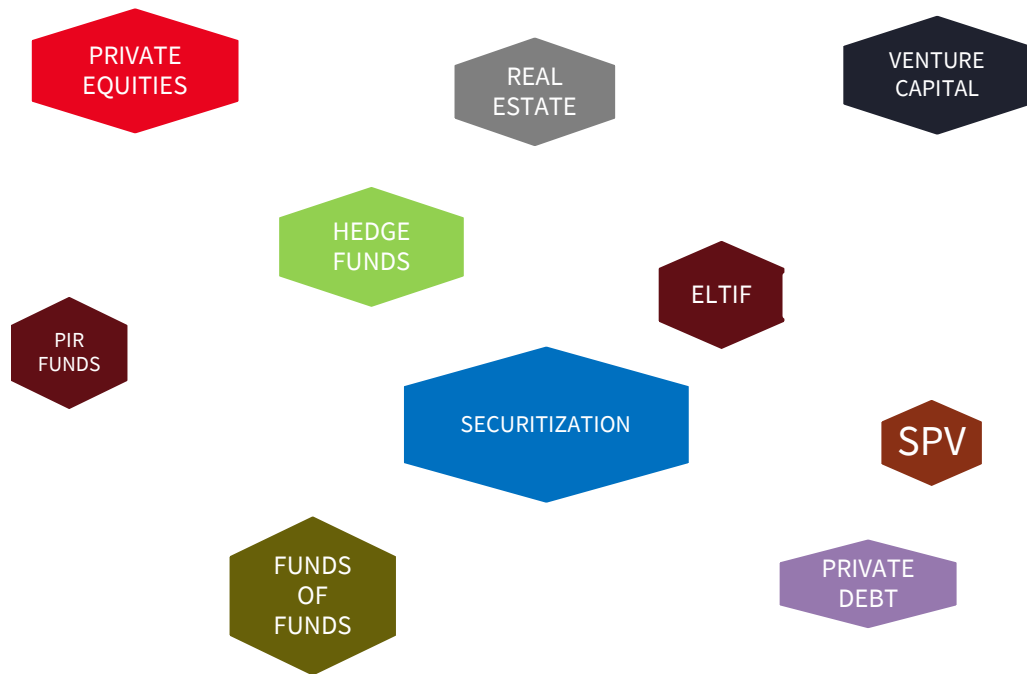 PRIVATE
EQUITIES
REAL
ESTATE
VENTURE
CAPITAL
HEDGE
FUNDS
ELTIF
PIR
FUNDS
SECURITIZATION
SPV
FUNDS
OF
FUNDS
PRIVATE
DEBT